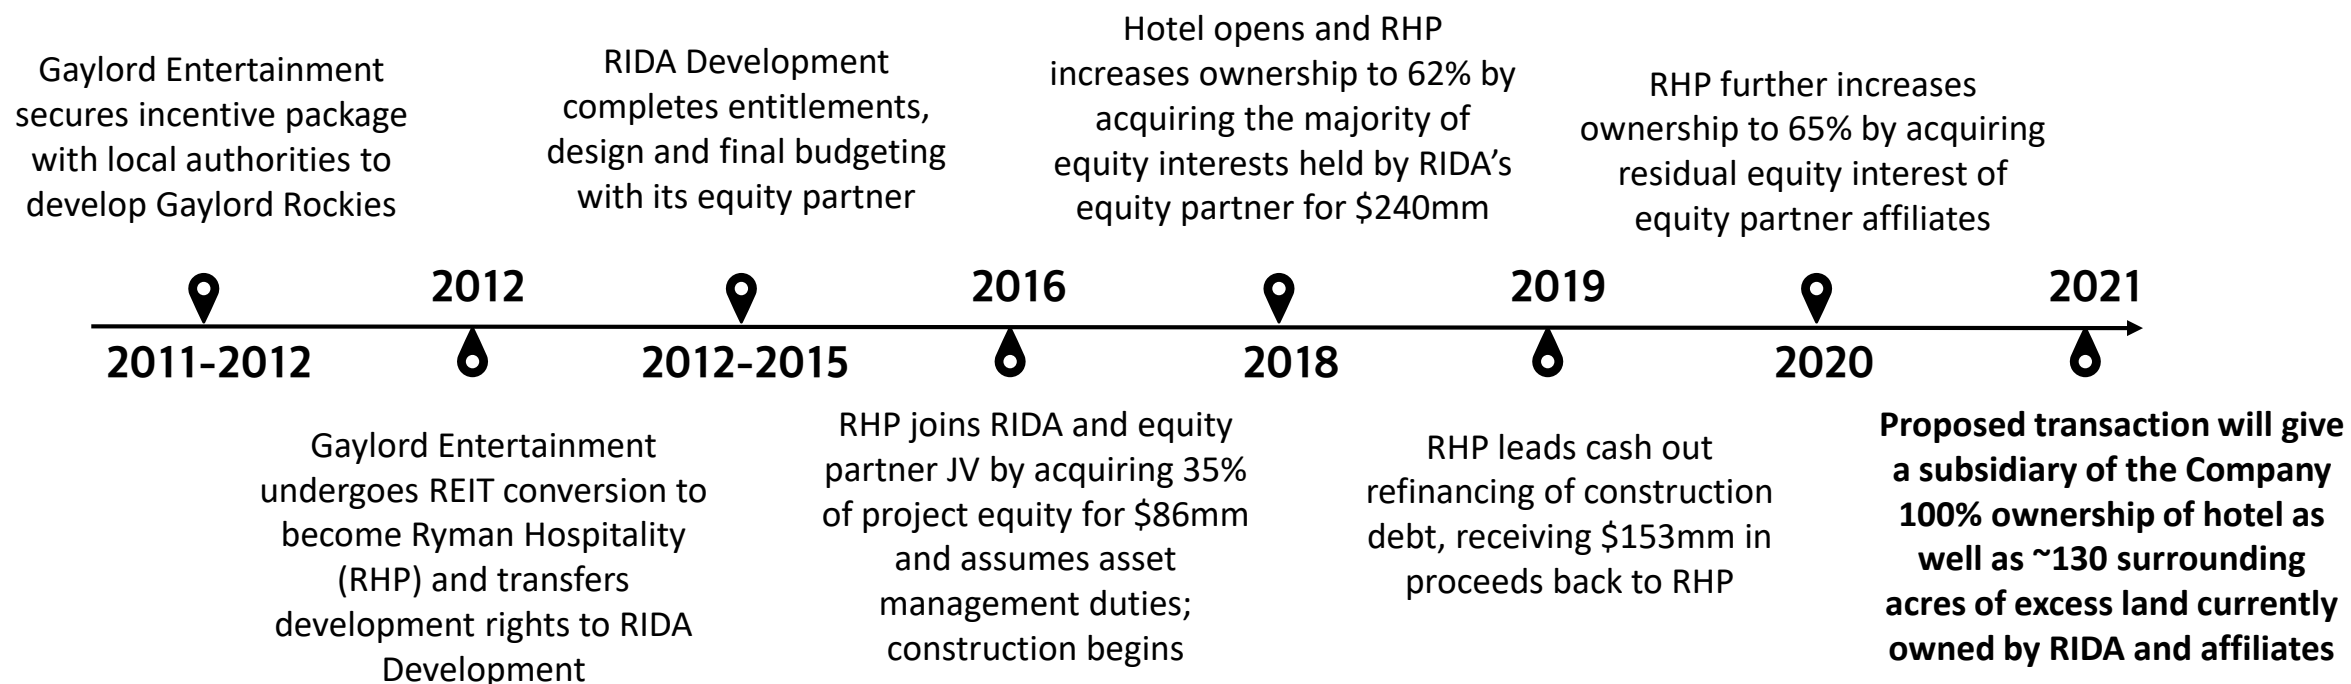 Gaylord Entertainment
secures incentive package
with local authorities to
develop Gaylord Rockies
2011-2012
2012
Gaylord Entertainment
undergoes REIT conversion to
become Ryman Hospitality
(RHP) and transfers
development rights to RIDA
Development
RIDA Development
completes entitlements,
design and final budgeting
with its equity partner
2012-2015
2016
RHP joins RIDA and equity
partner JV by acquiring 35%
of project equity for $86mm
and assumes asset
management duties;
construction begins
Hotel opens and RHP
increases ownership to 62% by
acquiring the majority of
equity interests held by RIDA’s
equity partner for $240mm
2018
2019
RHP leads cash out
refinancing of construction
debt, receiving $153mm in
proceeds back to RHP
RHP further increases
ownership to 65% by acquiring
residual equity interest of
equity partner affiliates
2020
2021
Proposed transaction will give
a subsidiary of the Company
100% ownership of hotel as
well as ~130 surrounding
acres of excess land currently
owned by RIDA and affiliates